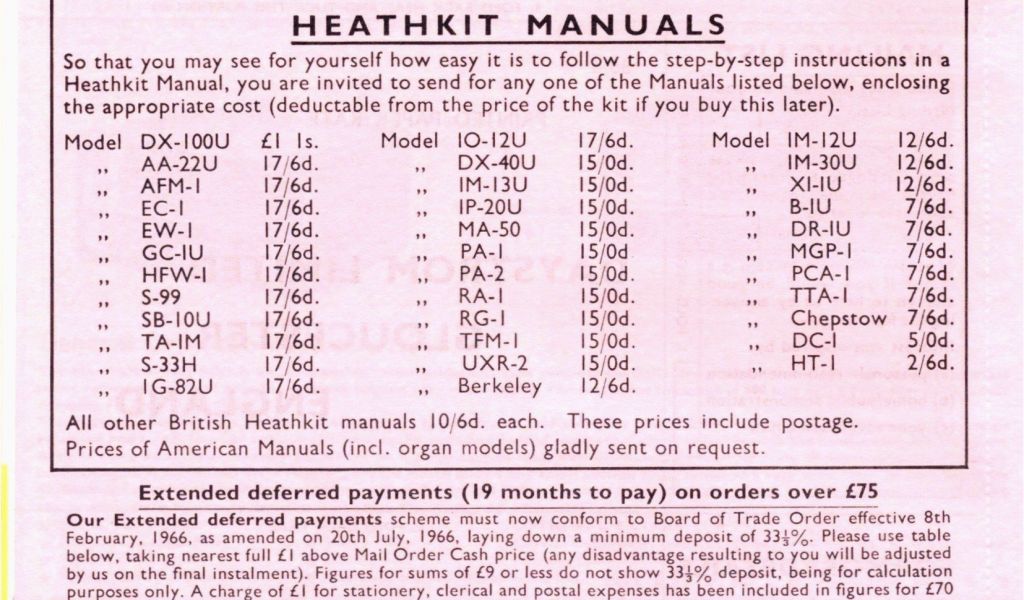 HEATHKIT MANUALS
So that you may see for yourself how easy it is to follow the step-by-step instructions in a
Heathkit Manual, you are invited to send for any one of the Manuals listed below, enclosing
the appropriate cost (deductable from the price of the kit if you buy this later).
Model DX-100U £1 1s. Model IO-12U 17/6d. Model IM-12U 12/6d.
,, AA-22U 17/6d. ,, DX-40U 15/0d. ,, IM-30U 12/6d.
,, AFM-1 17/6d. ,, IM-13U 15/0d. ,, XI-IU 12/6d.
,, EC-1 17/6d. ,, IP-20U 15/0d. ,, B-IU 7/6d.
,, EW-1 17/6d. ,, MA-50 15/0d. ,, DR-IU 7/6d.
,, GC-IU 17/6d. ,, PA-1 15/0d. ,, MGP-1 7/6d.
,, HFW-1 17/6d. ,, PA-2 15/0d. ,, PCA-1 7/6d.
,, S-99 17/6d. ,, RA-1 15/0d. ,, TTA-1 7/6d.
,, SB-10U 17/6d. ,, RG-1 15/0d. ,, Chepstow 7/6d.
,, TA-1M 17/6d. ,, TFM-1 15/0d. ,, DC-1 5/0d.
,, S-33H 17/6d. ,, UXR-2 15/0d. ,, HT-1 2/6d.
,, IG-82U 17/6d. ,, Berkeley 12/6d.
All other British Heathkit manuals 10/6d. each. These prices include postage.
Prices of American Manuals (incl. organ models) gladly sent on request.
Extended deferred payments (19 months to pay) on orders over £75
Our Extended deferred payments scheme must now conform to Board of Trade Order effective 8th
February, 1966, as amended on 20th July, 1966, laying down a minimum deposit of 33⅓%. Please use table
below, taking nearest full £1 above Mail Order Cash price (any disadvantage resulting to you will be adjusted
by us on the final instalment). Figures for sums of £9 or less do not show 33⅓% deposit, being for calculation
purposes only. A charge of £1 for stationery, clerical and postal expenses has been included in figures for £70